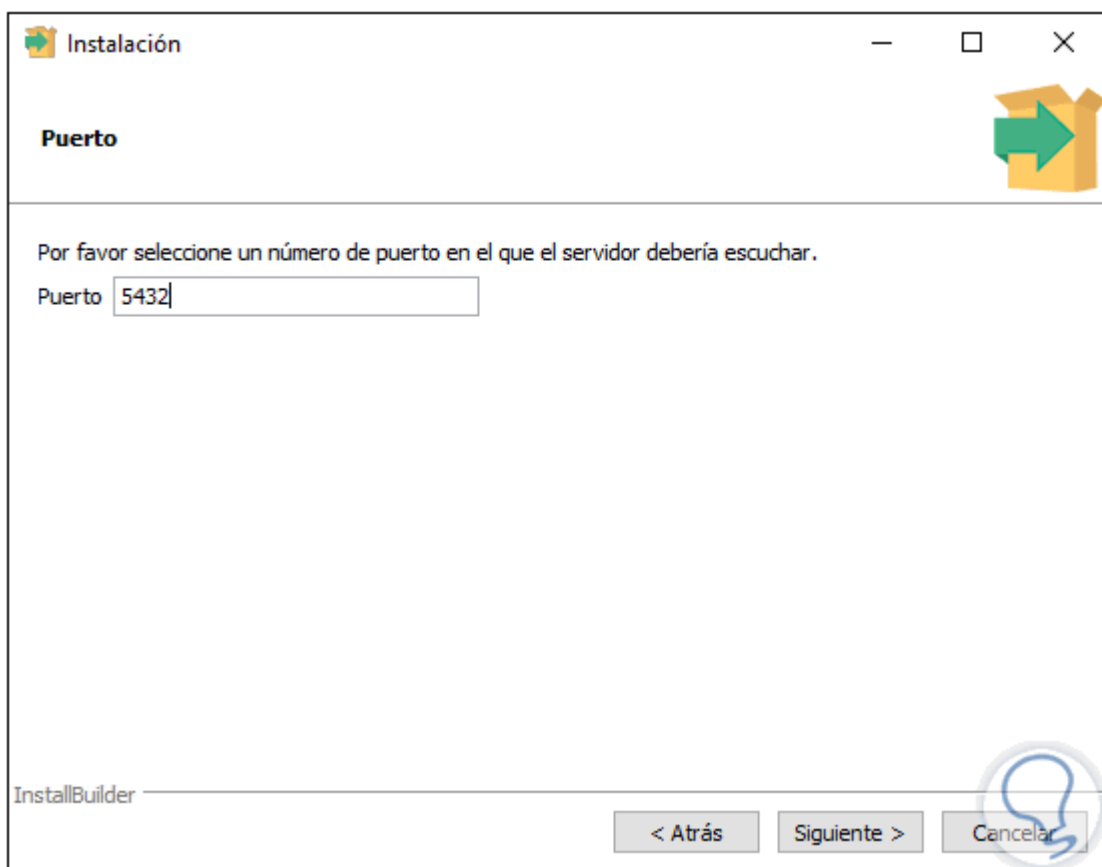 Instalación
Puerto
Por favor seleccione un número de puerto en el que el servidor debería escuchar.
Puerto 5432
InstallBuilder
< Atrás Siguiente > Cancelar